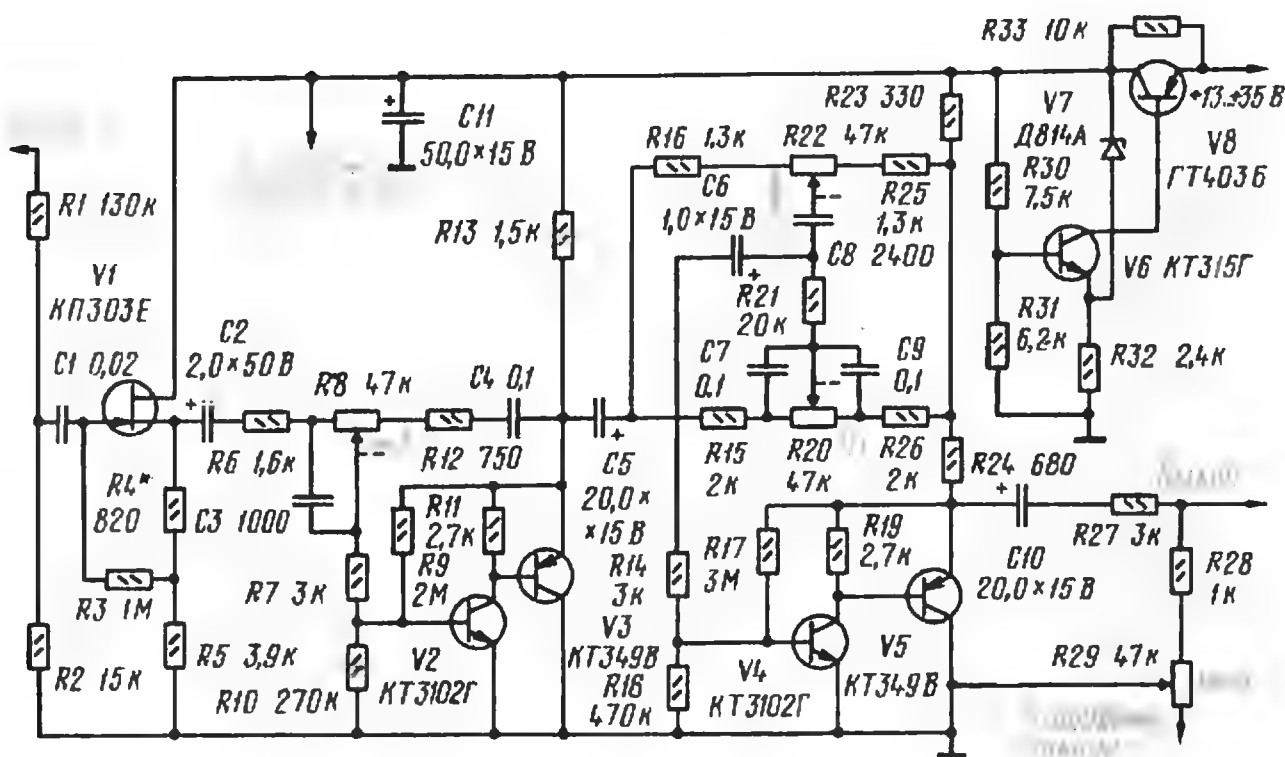 R33 10к
+13...35 В
V8
ГТ403Б
V7
Д814А
R30
7,5к
V6 КТ315Г
R31
6,2к
R32 2,4к
R23 330
C11
50,0×15 В
R16 1,3к
R22 47к
R25
1,3к
C6
1,0×15 В
C8 2400
R21
20к
R1 130к
R13 1,5к
V1
КП303Е
C1 0,02
C2
2,0×50 В
R8 47к
C4 0,1
C7
0,1
C9
0,1
R6 1,6к
R12 750
C5
20,0×
×15 В
R15
2к
R20
47к
R26
2к
R24 680
R4*
820
C3 1000
R11
2,7к
R9
2М
R14
3к
R17
3М
R19
2,7к
C10
20,0×15 В
R27 3к
R28
1к
R3 1М
R7 3к
V3
КТ349В
V5
КТ349В
R29 47к
R2 15к
R5 3,9к
R10 270к
V2
КТ3102Г
R18
470к
V4
КТ3102Г